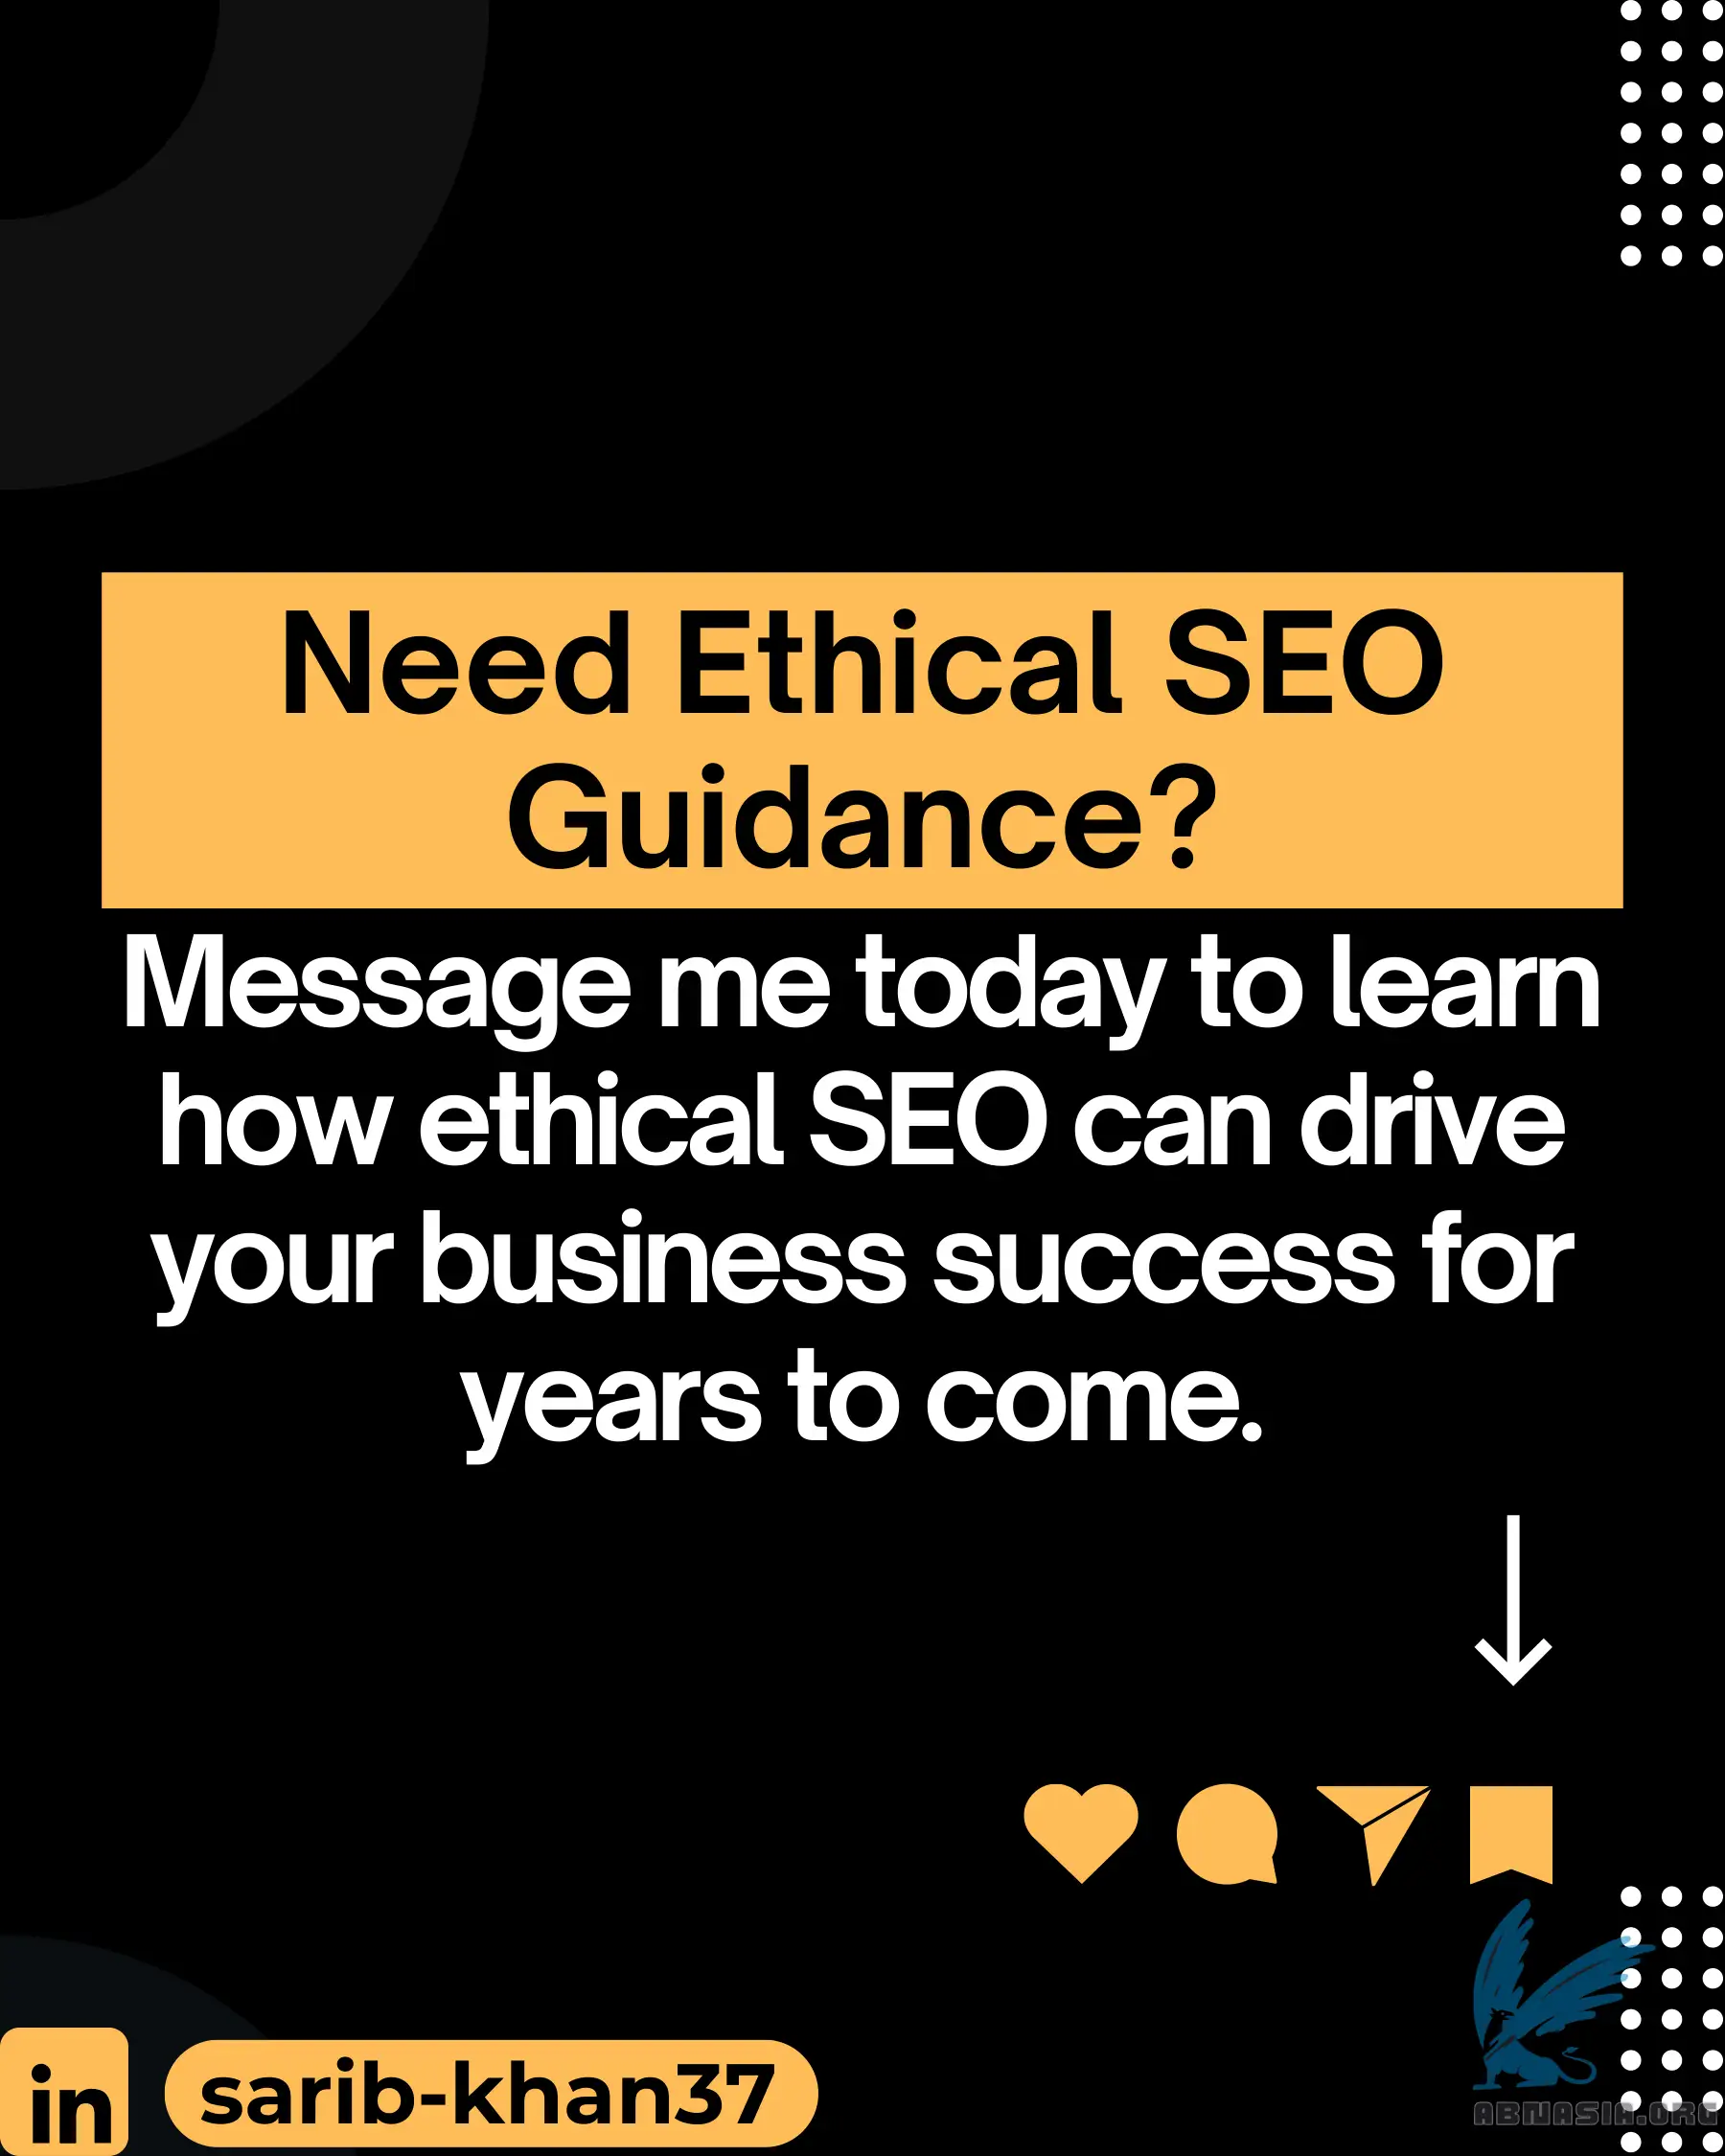 Need Ethical SEO
Guidance?
Message me today to learn
how ethical SEO can drive
your business success for
years to come.
in
sarib-khan37
ABNASIA.ORG